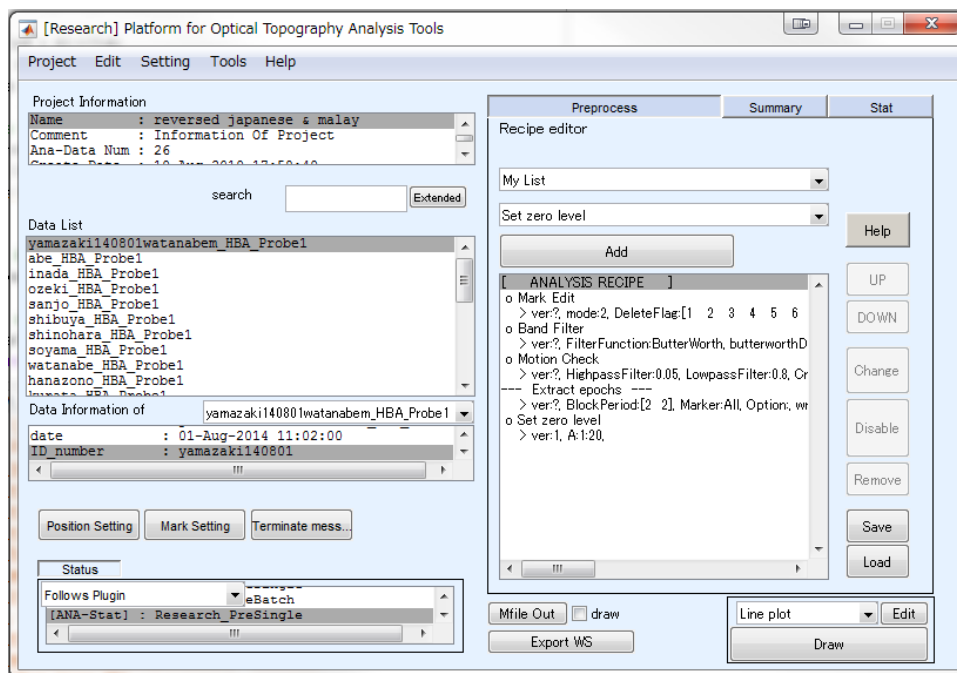 [Research] Platform for Optical Topography Analysis Tools
Project Edit Setting Tools Help
Project Information
Name : reversed japanese & malay
Comment : Information Of Project
Ana-Data Num : 26
search
Extended
Data List
yamazaki140801watanabem_HBA_Probe1
abe_HBA_Probe1
inada_HBA_Probe1
ozeki_HBA_Probe1
sanjo_HBA_Probe1
shibuya_HBA_Probe1
shinohara_HBA_Probe1
soyama_HBA_Probe1
watanabe_HBA_Probe1
hanazono_HBA_Probe1
Data Information of
yamazaki140801watanabem_HBA_Probe1
date : 01-Aug-2014 11:02:00
ID_number : yamazaki140801
Position Setting
Mark Setting
Terminate mess...
Status
Follows Plugin
eBatch
[ANA-Stat] : Research_PreSingle
Preprocess
Summary
Stat
Recipe editor
My List
Set zero level
Add
[ ANALYSIS RECIPE ]
o Mark Edit
> ver:?, mode:2, DeleteFlag:[1 2 3 4 5 6
o Band Filter
> ver:?, FilterFunction:ButterWorth, butterworthD
o Motion Check
> ver:?, HighpassFilter:0.05, LowpassFilter:0.8, Cr
--- Extract epochs ---
> ver:?, BlockPeriod:[2 2], Marker:All, Option:, wr
o Set zero level
> ver:1, A:1:20,
Help
UP
DOWN
Change
Disable
Remove
Save
Load
Mfile Out
draw
Export WS
Line plot
Edit
Draw